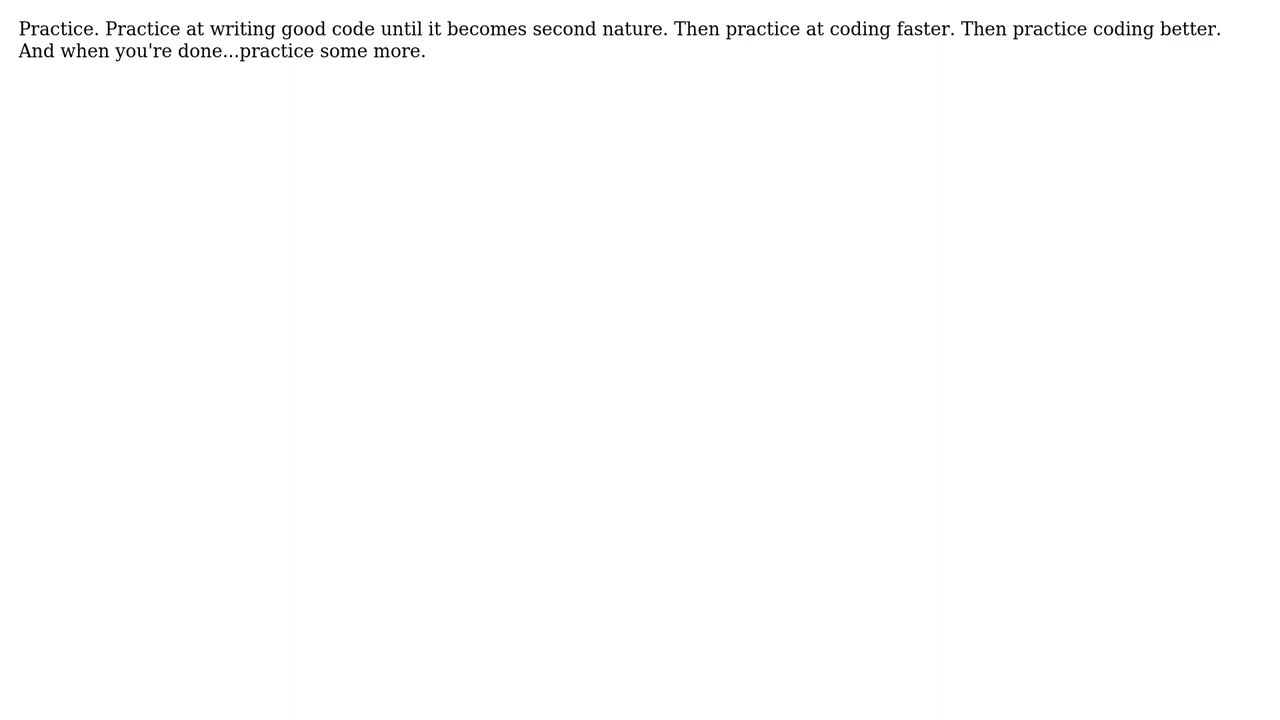 Practice. Practice at writing good code until it becomes second nature. Then practice at coding faster. Then practice coding better.
And when you're done...practice some more.